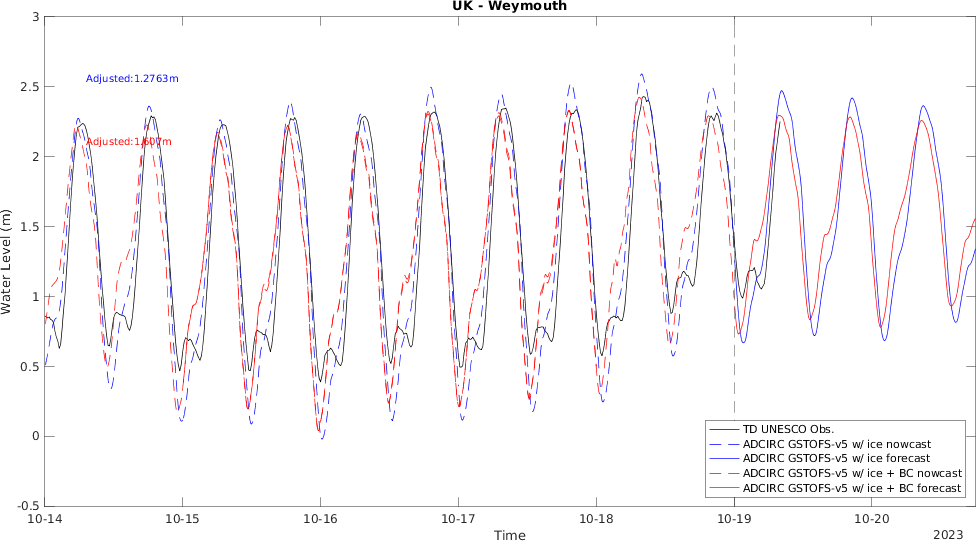 UK - Weymouth
3
2.5
2
1.5
1
0.5
0
-0.5
Water Level (m)
Adjusted:1.2763m
Adjusted:1.607m
TD UNESCO Obs.
ADCIRC GSTOFS-v5 w/ ice nowcast
ADCIRC GSTOFS-v5 w/ ice forecast
ADCIRC GSTOFS-v5 w/ ice + BC nowcast
ADCIRC GSTOFS-v5 w/ ice + BC forecast
10-14 10-15 10-16 10-17 10-18 10-19 10-20
Time
2023